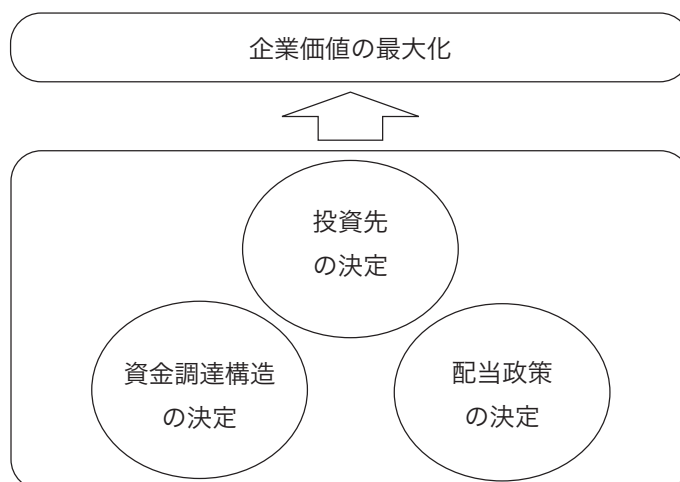 企業価値の最大化
投資先
の決定
資金調達構造
の決定
配当政策
の決定